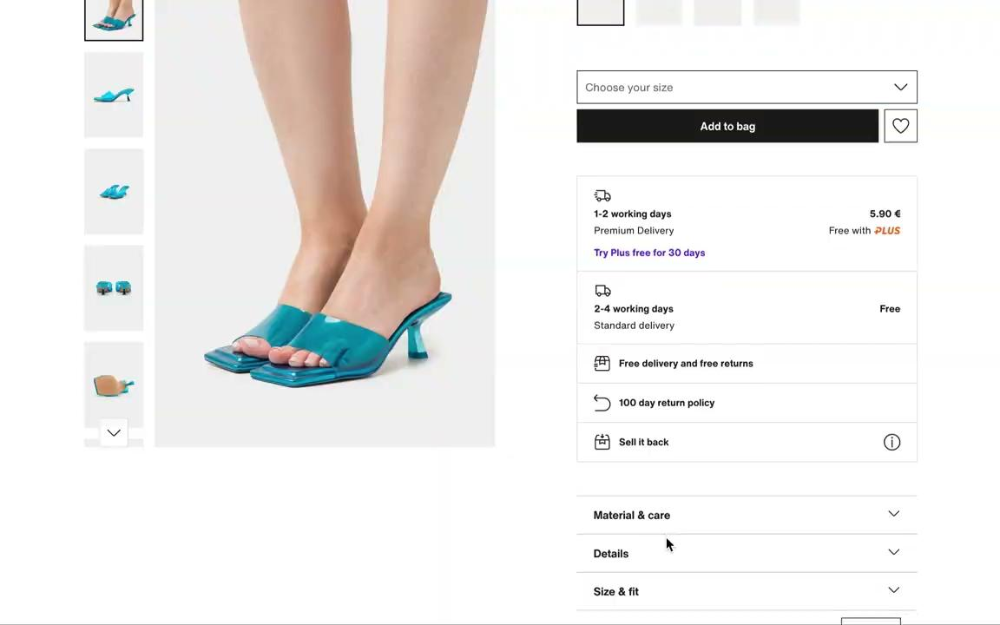 Choose your size
Add to bag
1-2 working days 5.90 €
Premium Delivery Free with PLUS
Try Plus free for 30 days
2-4 working days Free
Standard delivery
Free delivery and free returns
100 day return policy
Sell it back
Material & care
Details
Size & fit